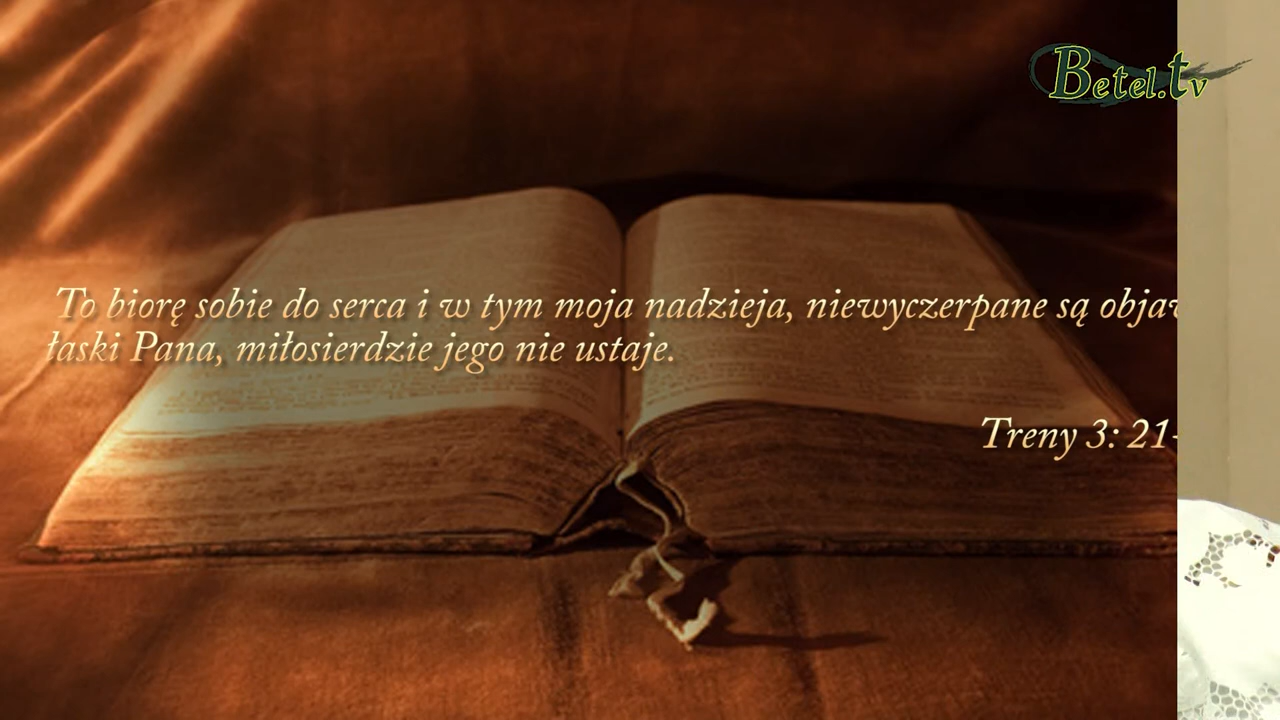 Betel.tv
To biorę sobie do serca i w tym moja nadzieja, niewyczerpane są
łaski Pana, miłosierdzie jego nie ustaje.
Treny 3: 21-